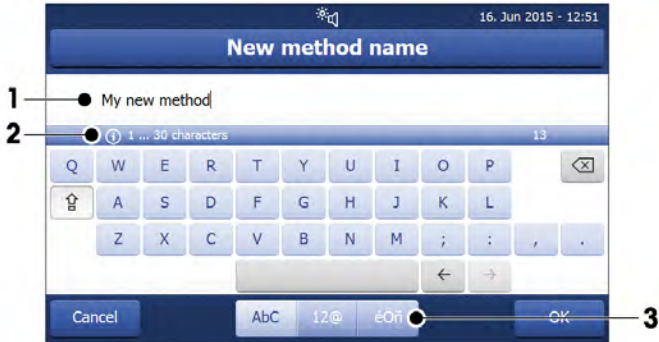 16. Jun 2015 - 12:51
New method name
1
My new method
2
1 ... 30 characters 13
Q W E R T Y U I O P
A S D F G H J K L
Z X C V B N M ; : , .
← →
Cancel AbC 12@ éÖñ OK
3